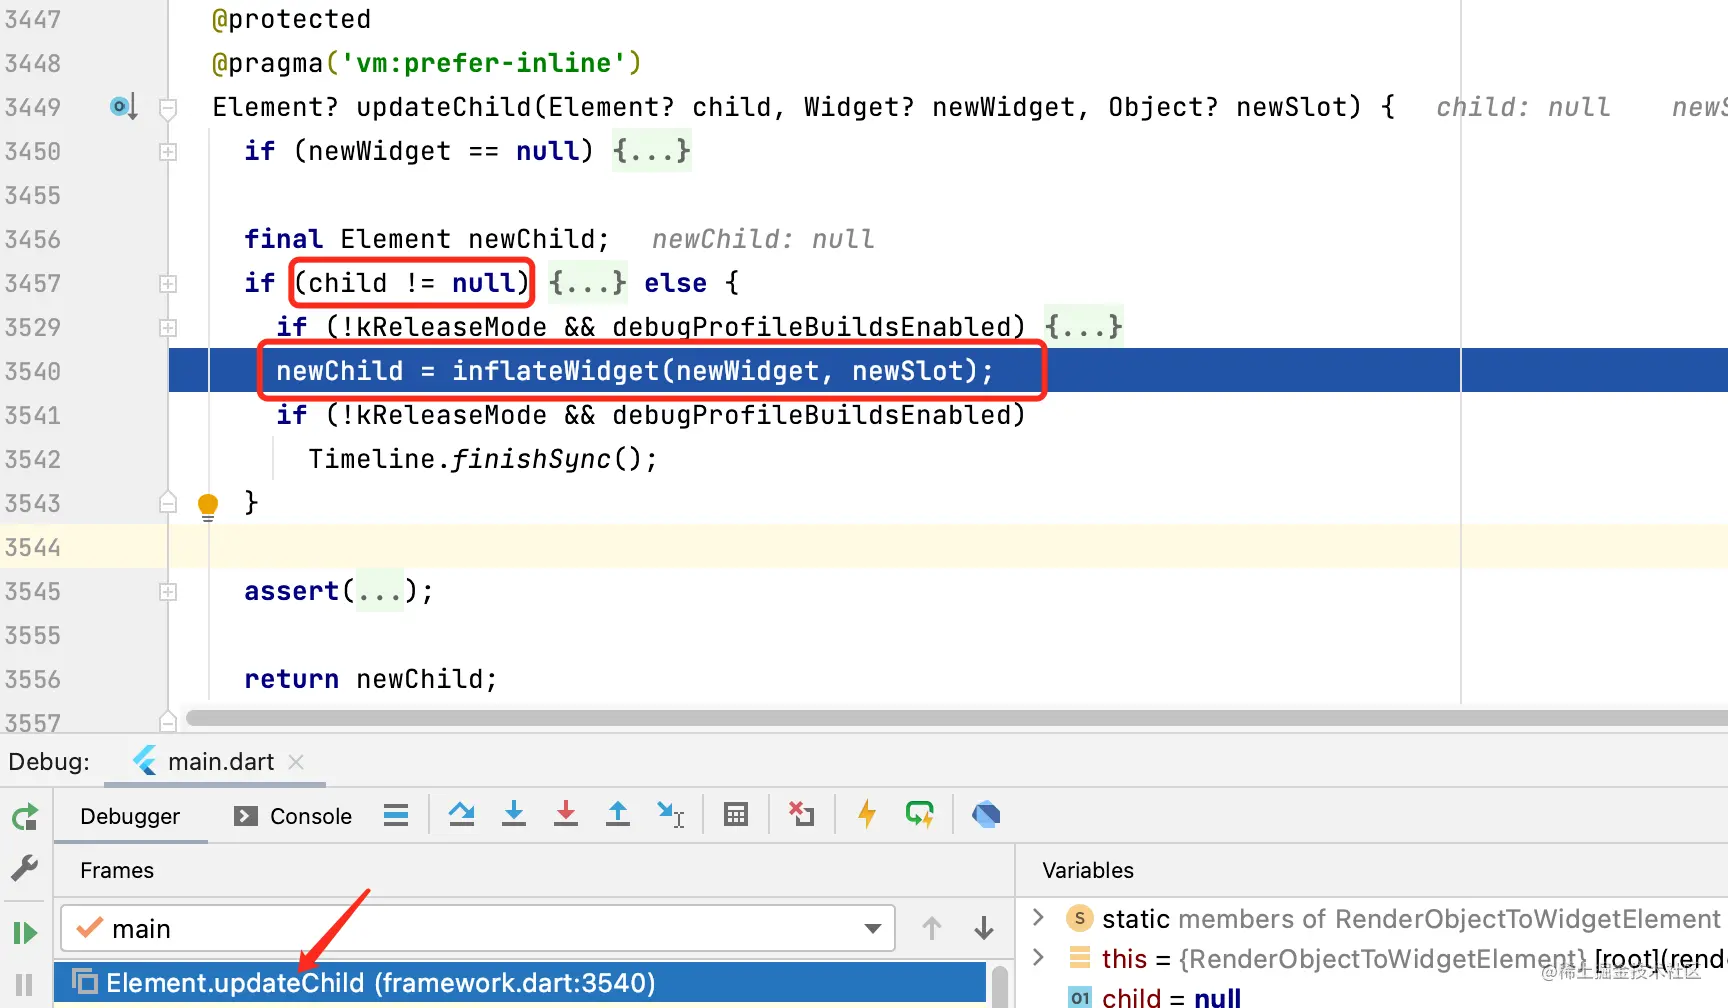 3447 @protected
3448 @pragma('vm:prefer-inline')
3449 Element? updateChild(Element? child, Widget? newWidget, Object? newSlot) { child: null newS
3450 if (newWidget == null) {...}
3455
3456 final Element newChild; newChild: null
3457 if (child != null) {...} else {
3529 if (!kReleaseMode && debugProfileBuildsEnabled) {...}
3540 newChild = inflateWidget(newWidget, newSlot);
3541 if (!kReleaseMode && debugProfileBuildsEnabled)
3542 Timeline.finishSync();
3543 }
3544
3545 assert(...);
3555
3556 return newChild;
3557
Debug: main.dart
Debugger Console
Frames Variables
main
S static members of RenderObjectToWidgetElement
this = {RenderObjectToWidgetElement} [root](rende
@稀土掘金技术社区
Element.updateChild (framework.dart:3540)
01 child = null